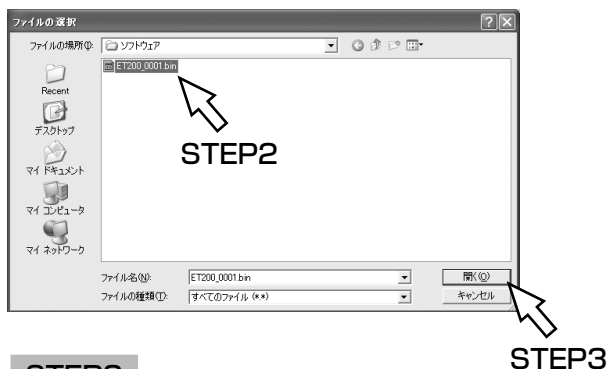 ファイルの選択
ファイルの場所(I):
ソフトウェア
ET200_0001.bin
Recent
デスクトップ
マイ ドキュメント
マイ コンピュータ
マイ ネットワーク
STEP2
ファイル名(N):
ET200_0001.bin
開く(O)
ファイルの種類(T):
すべてのファイル (*.*)
キャンセル
STEP3